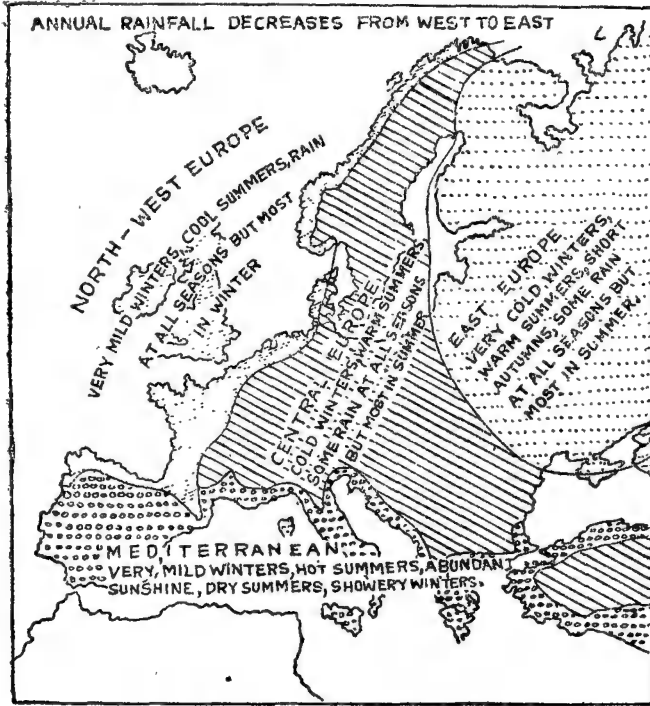 ANNUAL RAINFALL DECREASES FROM WEST TO EAST
NORTH-WEST EUROPE
VERY MILD WINTERS, COOL SUMMERS, RAIN
AT ALL SEASONS BUT MOST
IN WINTER
CENTRAL EUROPE
COLD WINTERS, WARM SUMMERS
SOME RAIN AT ALL SEASONS
BUT MOST IN SUMMER
EAST EUROPE
VERY COLD WINTERS,
WARM SUMMERS, SHORT
AUTUMNS, SOME RAIN
AT ALL SEASONS BUT
MOST IN SUMMER.
MEDITERRANEAN
VERY, MILD WINTERS, HOT SUMMERS, ABUNDANT
SUNSHINE, DRY SUMMERS, SHOWERY WINTERS.